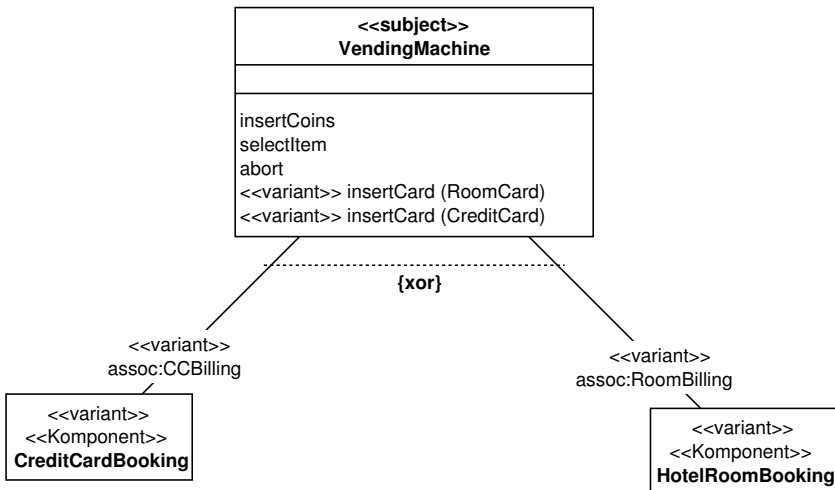 <<subject>>
VendingMachine
insertCoins
selectItem
abort
<<variant>> insertCard (RoomCard)
<<variant>> insertCard (CreditCard)
{xor}
<<variant>>
assoc:CCBilling
<<variant>>
assoc:RoomBilling
<<variant>>
<<Komponent>>
CreditCardBooking
<<variant>>
<<Komponent>>
HotelRoomBooking